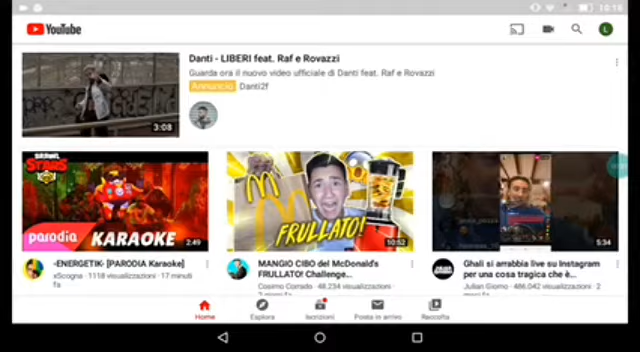 10:16
YouTube
L
Danti - LIBERI feat. Raf e Rovazzi
Guarda ora il nuovo video ufficiale di Danti feat. Raf e Rovazzi
Annuncio Danti2f
3:08
BRAWL STARS
parodia
KARAOKE
2:49
FRULLATO!
10:52
5:34
-ENERGETIK- [PARODIA Karaoke]
xScogna · 1118 visualizzazioni · 17 minuti fa
MANGIO CIBO del McDonald's
FRULLATO! Challenge...
Cosimo Corrado · 48.234 visualizzazioni ·
Ghali si arrabbia live su Instagram
per una cosa tragica che è...
Julian Giomo · 486.042 visualizzazioni ·
Home
Esplora
Iscrizioni
Posta in arrivo
Raccolta